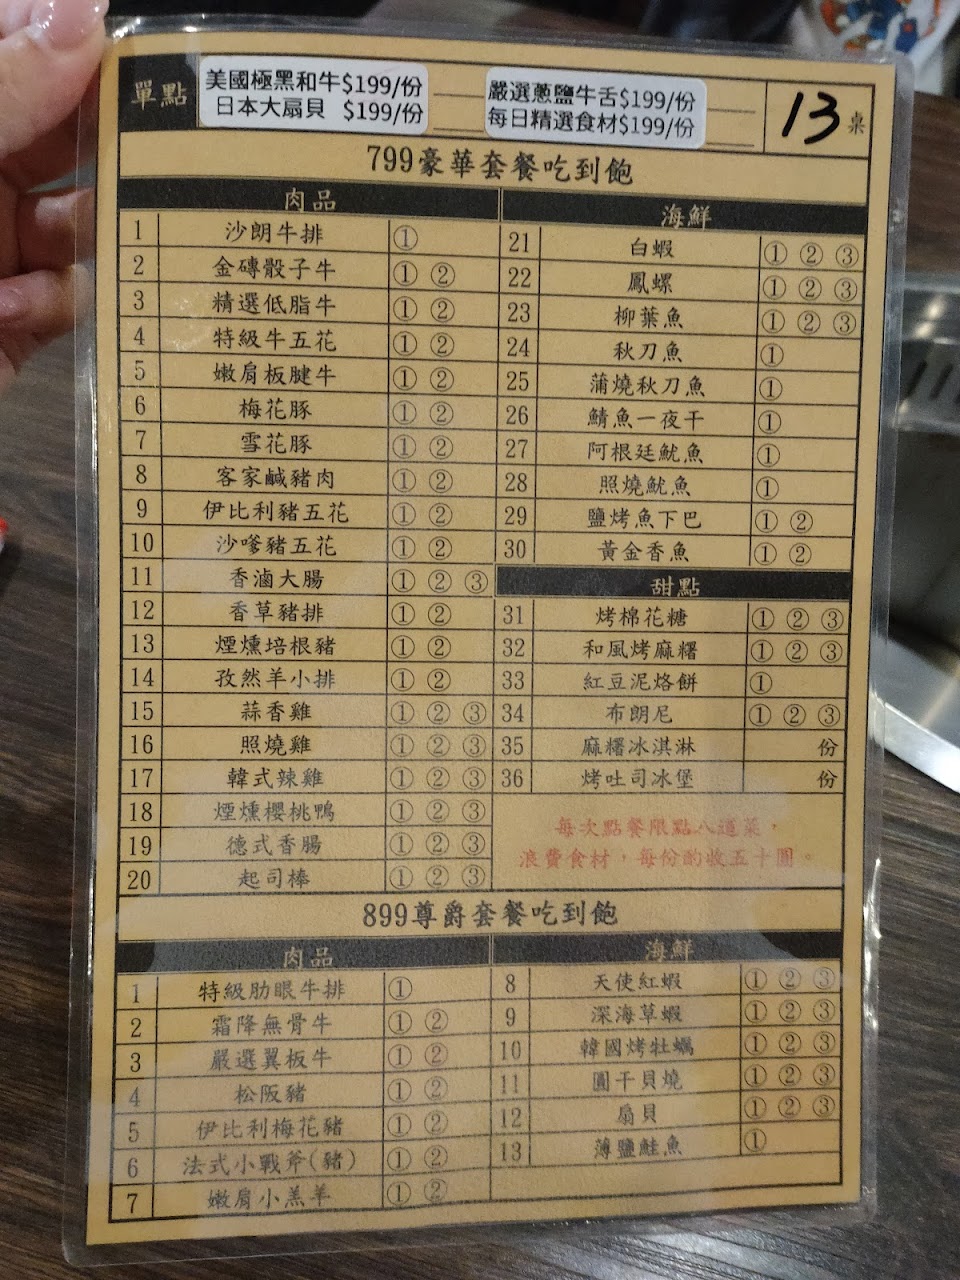 單點
美國極黑和牛$199/份
日本大扇貝 $199/份
嚴選蔥鹽牛舌$199/份
每日精選食材$199/份
13桌
799豪華套餐吃到飽
肉品
1 沙朗牛排 ①
2 金磚骰子牛 ① ②
3 精選低脂牛 ① ②
4 特級牛五花 ① ②
5 嫩肩板腱牛 ① ②
6 梅花豚 ① ②
7 雪花豚 ① ②
8 客家鹹豬肉 ① ②
9 伊比利豬五花 ① ②
10 沙嗲豬五花 ① ②
11 香滷大腸 ① ② ③
12 香草豬排 ① ②
13 煙燻培根豬 ① ②
14 孜然羊小排 ① ②
15 蒜香雞 ① ② ③
16 照燒雞 ① ② ③
17 韓式辣雞 ① ② ③
18 煙燻櫻桃鴨 ① ② ③
19 德式香腸 ① ② ③
20 起司棒 ① ② ③
海鮮
21 白蝦 ① ② ③
22 鳳螺 ① ② ③
23 柳葉魚 ① ② ③
24 秋刀魚 ①
25 蒲燒秋刀魚 ①
26 鯖魚一夜干 ①
27 阿根廷魷魚 ①
28 照燒魷魚 ①
29 鹽烤魚下巴 ① ②
30 黃金香魚 ① ②
甜點
31 烤棉花糖 ① ② ③
32 和風烤麻糬 ① ② ③
33 紅豆泥烙餅 ①
34 布朗尼 ① ② ③
35 麻糬冰淇淋 份
36 烤吐司冰堡 份
每次點餐限點八道菜，
浪費食材，每份酌收五十圓。
899尊爵套餐吃到飽
肉品
1 特級肋眼牛排 ①
2 霜降無骨牛 ① ②
3 嚴選翼板牛 ① ②
4 松阪豬 ① ②
5 伊比利梅花豬 ① ②
6 法式小戰斧(豬) ① ②
7 嫩肩小羔羊 ① ②
海鮮
8 天使紅蝦 ① ② ③
9 深海草蝦 ① ② ③
10 韓國烤牡蠣 ① ② ③
11 圓干貝燒 ① ② ③
12 扇貝 ① ② ③
13 薄鹽鮭魚 ①